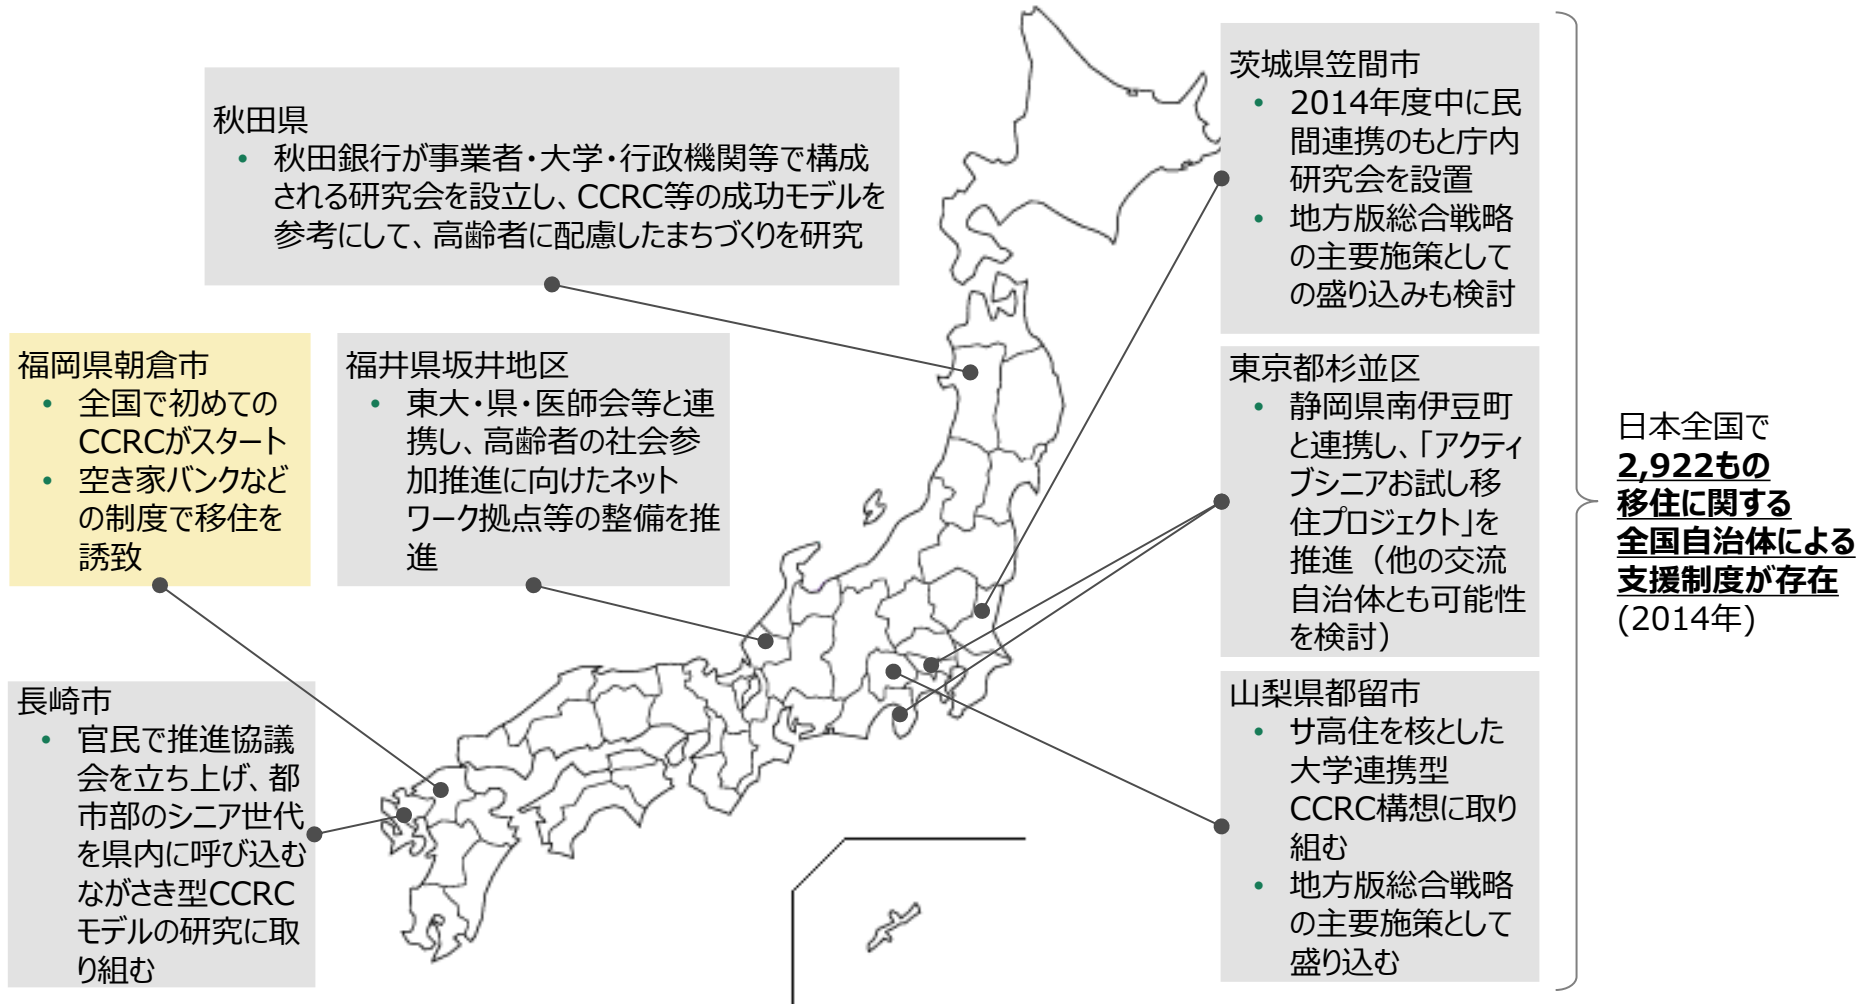 秋田県
• 秋田銀行が事業者・大学・行政機関等で構成
される研究会を設立し、CCRC等の成功モデルを
参考にして、高齢者に配慮したまちづくりを研究
福岡県朝倉市
• 全国で初めての
CCRCがスタート
• 空き家バンクなど
の制度で移住を
誘致
福井県坂井地区
• 東大・県・医師会等と連
携し、高齢者の社会参
加推進に向けたネット
ワーク拠点等の整備を推
進
長崎市
• 官民で推進協議
会を立ち上げ、都
市部のシニア世代
を県内に呼び込む
ながさき型CCRC
モデルの研究に取
り組む
茨城県笠間市
• 2014年度中に民
間連携のもと庁内
研究会を設置
• 地方版総合戦略
の主要施策として
の盛り込みも検討
東京都杉並区
• 静岡県南伊豆町
と連携し、「アクティ
ブシニアお試し移
住プロジェクト」を
推進（他の交流
自治体とも可能性
を検討）
山梨県都留市
• サ高住を核とした
大学連携型
CCRC構想に取り
組む
• 地方版総合戦略
の主要施策として
盛り込む
日本全国で
2,922もの
移住に関する
全国自治体による
支援制度が存在
(2014年)